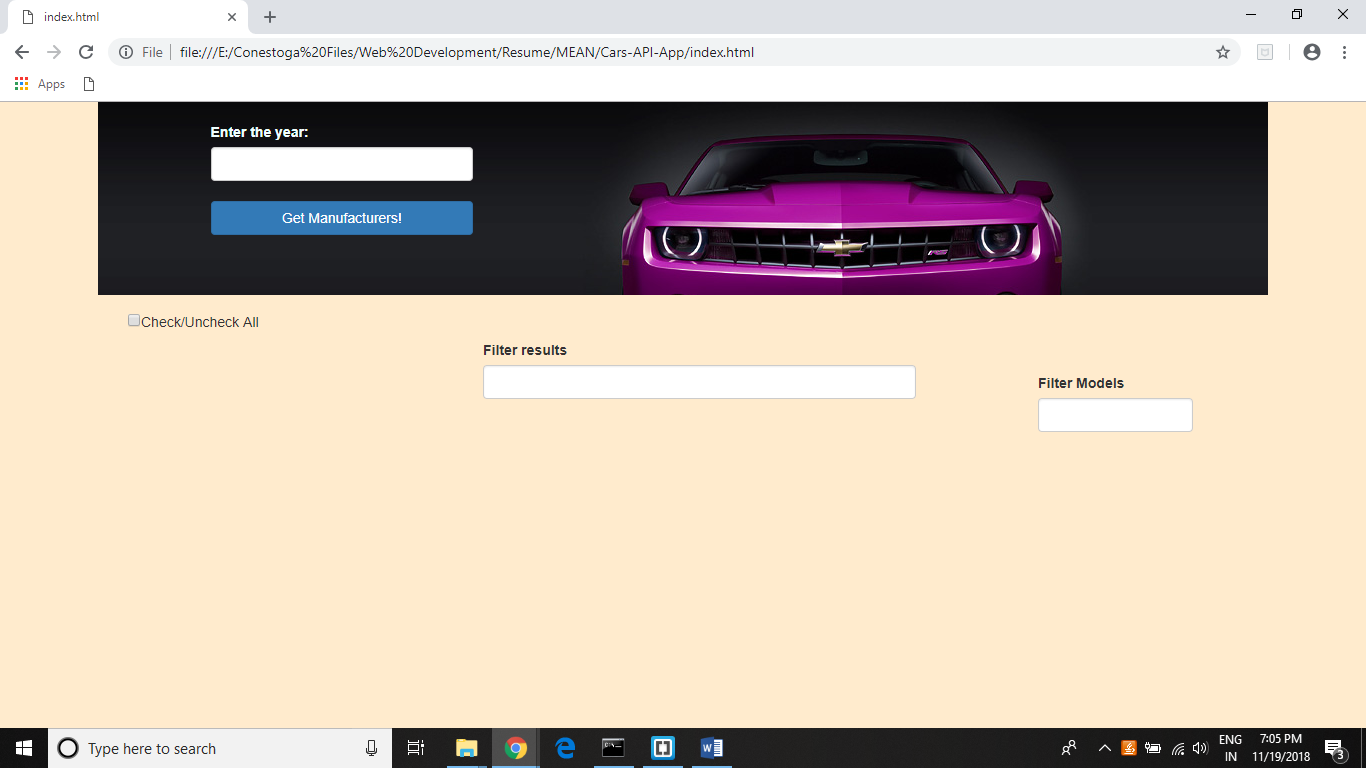 index.html
File
file:///E:/Conestoga%20Files/Web%20Development/Resume/MEAN/Cars-API-App/index.html
Apps
Enter the year:
Get Manufacturers!
Check/Uncheck All
Filter results
Filter Models
Type here to search
ENG
IN
7:05 PM
11/19/2018
3